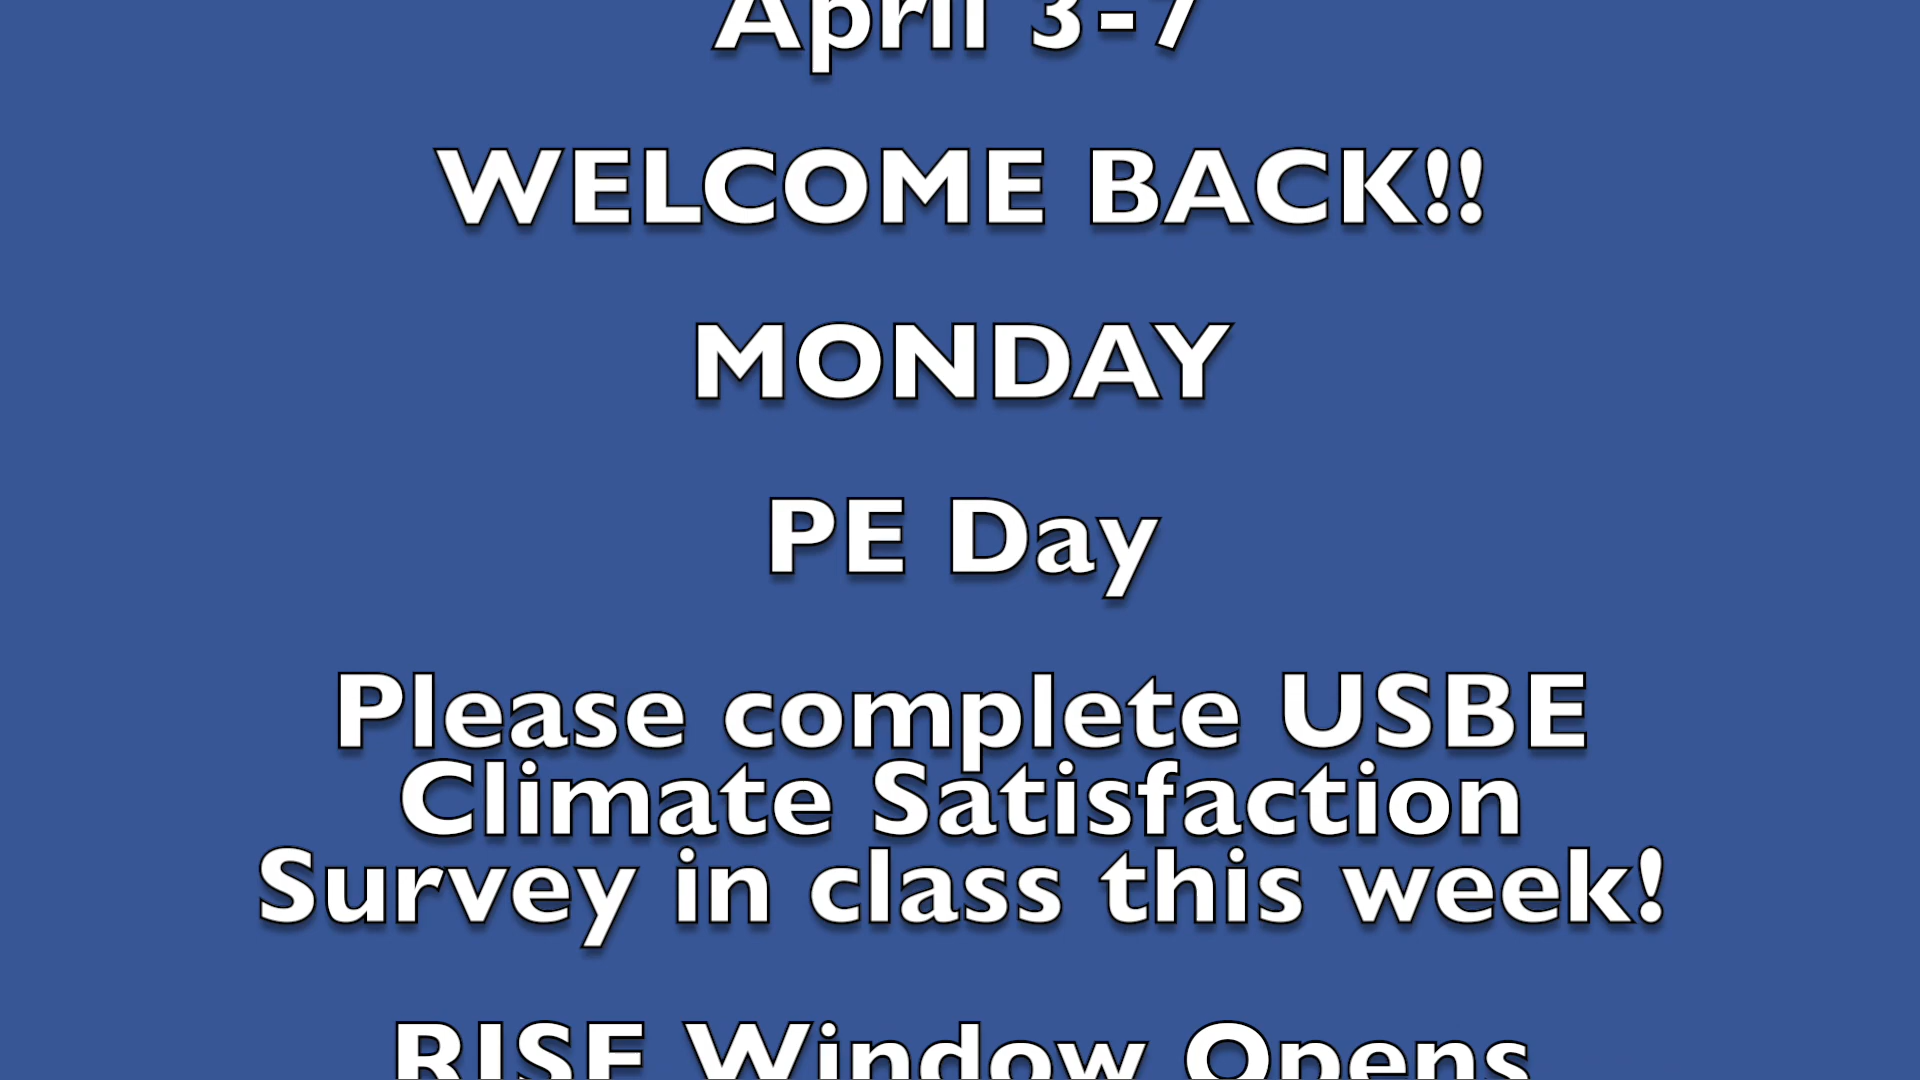 April 3-7
WELCOME BACK!!
MONDAY
PE Day
Please complete USBE
Climate Satisfaction
Survey in class this week!
RISE Window Opens